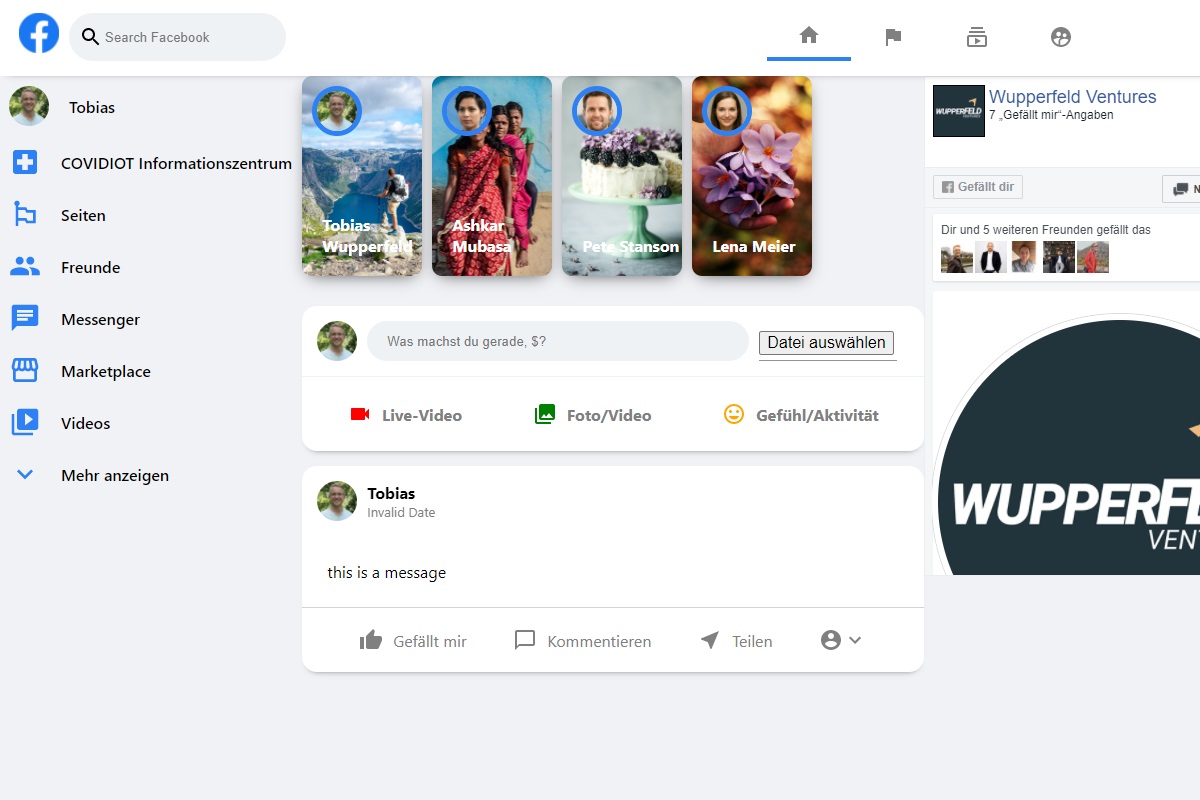 Search Facebook
Tobias
COVIDIOT Informationszentrum
Seiten
Freunde
Messenger
Marketplace
Videos
Mehr anzeigen
Tobias
Wupperfeld
Ashkar
Mubasa
Pete Stanson
Lena Meier
Was machst du gerade, $?
Datei auswählen
Live-Video
Foto/Video
Gefühl/Aktivität
Tobias
Invalid Date
this is a message
Gefällt mir
Kommentieren
Teilen
WUPPERFELD
Wupperfeld Ventures
7 „Gefällt mir“-Angaben
Gefällt dir
N
Dir und 5 weiteren Freunden gefällt das
WUPPERFE
VENT